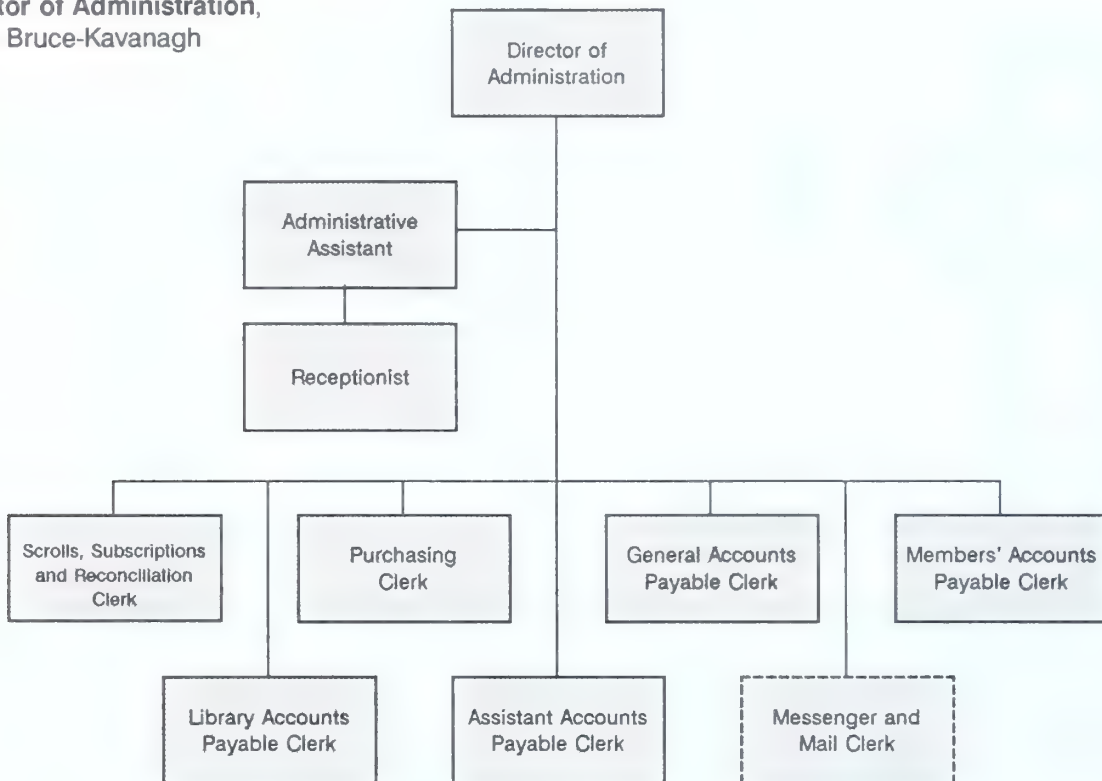 tor of Administration,
Bruce-Kavanagh
Director of
Administration
Administrative
Assistant
Receptionist
Scrolls, Subscriptions
and Reconciliation
Clerk
Purchasing
Clerk
General Accounts
Payable Clerk
Members' Accounts
Payable Clerk
Library Accounts
Payable Clerk
Assistant Accounts
Payable Clerk
Messenger and
Mail Clerk